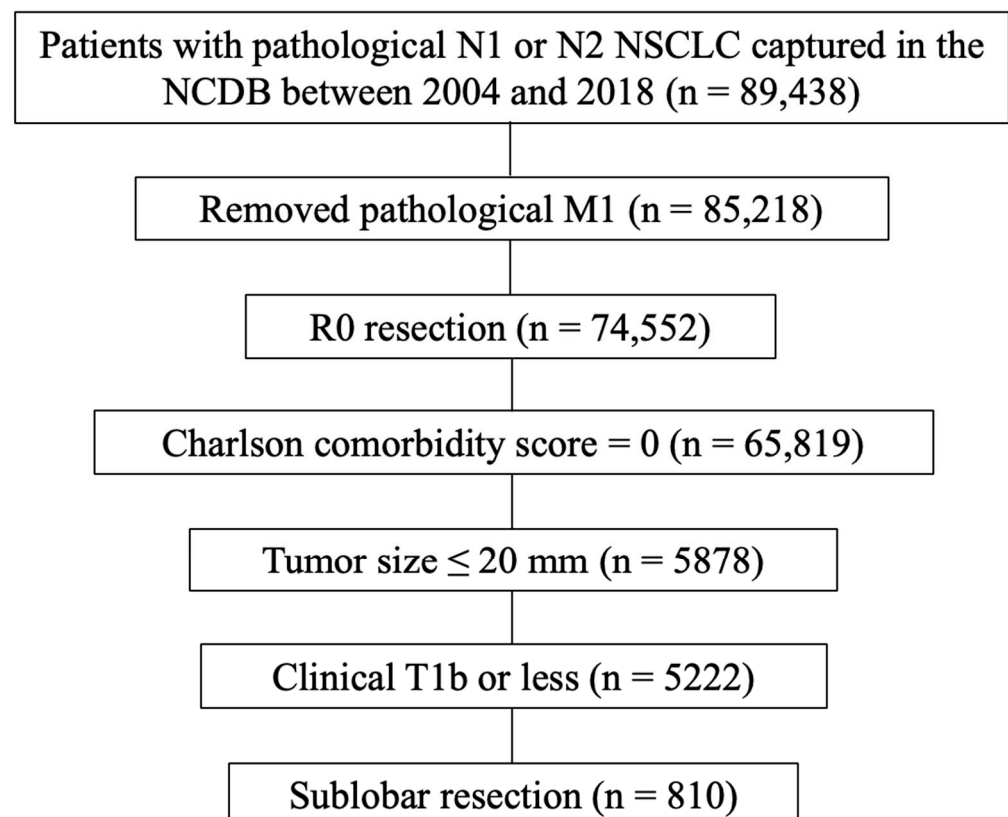 Patients with pathological N1 or N2 NSCLC captured in the
NCDB between 2004 and 2018 (n = 89,438)
Removed pathological M1 (n = 85,218)
R0 resection (n = 74,552)
Charlson comorbidity score = 0 (n = 65,819)
Tumor size ≤ 20 mm (n = 5878)
Clinical T1b or less (n = 5222)
Sublobar resection (n = 810)